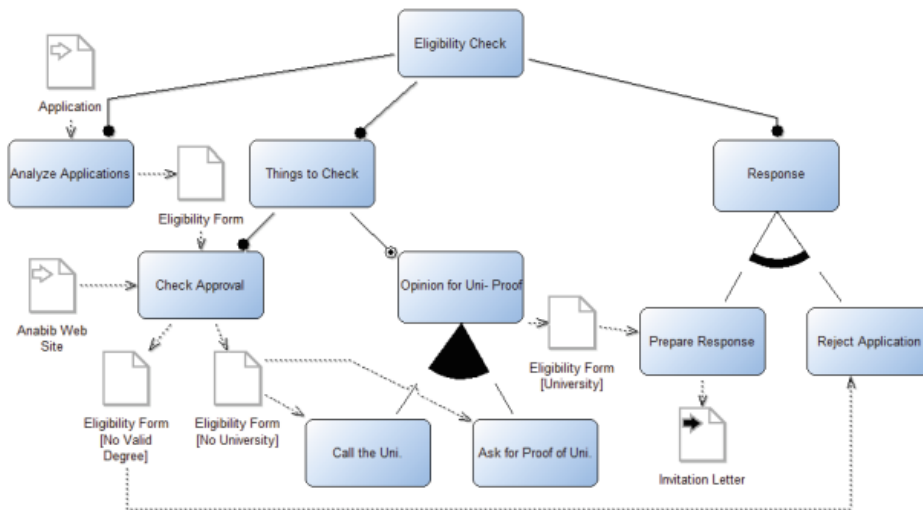 Eligibility Check
Application
Analyze Applications
Things to Check
Response
Eligibility Form
Check Approval
Opinion for Uni- Proof
Anabib Web
Site
Eligibility Form
[University]
Prepare Response
Reject Application
Eligibility Form
[No Valid
Degree]
Eligibility Form
[No University]
Call the Uni.
Ask for Proof of Uni.
Invitation Letter